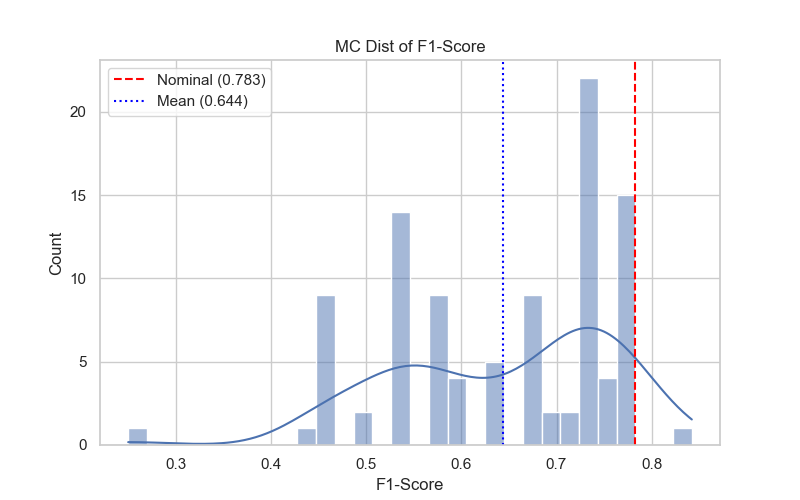 MC Dist of F1-Score
Nominal (0.783)
Mean (0.644)
Count
20
15
10
5
0
0.3 0.4 0.5 0.6 0.7 0.8
F1-Score